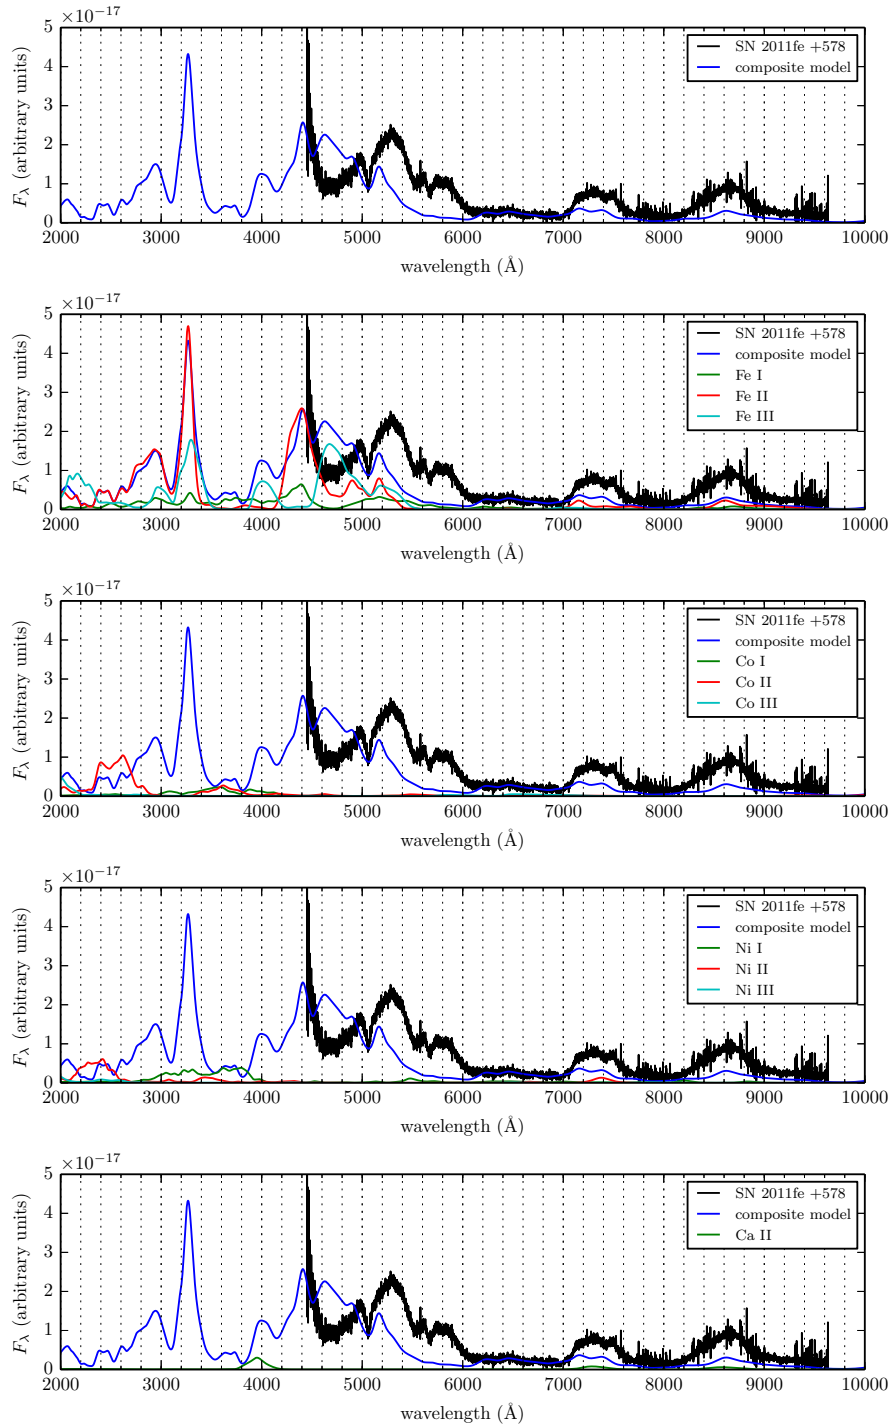 ×10⁻¹⁷
5
4
3
2
1
0
F_λ (arbitrary units)
SN 2011fe +578
composite model
2000 3000 4000 5000 6000 7000 8000 9000 10000
wavelength (Å)
×10⁻¹⁷
5
4
3
2
1
0
F_λ (arbitrary units)
SN 2011fe +578
composite model
Fe I
Fe II
Fe III
2000 3000 4000 5000 6000 7000 8000 9000 10000
wavelength (Å)
×10⁻¹⁷
5
4
3
2
1
0
F_λ (arbitrary units)
SN 2011fe +578
composite model
Co I
Co II
Co III
2000 3000 4000 5000 6000 7000 8000 9000 10000
wavelength (Å)
×10⁻¹⁷
5
4
3
2
1
0
F_λ (arbitrary units)
SN 2011fe +578
composite model
Ni I
Ni II
Ni III
2000 3000 4000 5000 6000 7000 8000 9000 10000
wavelength (Å)
×10⁻¹⁷
5
4
3
2
1
0
F_λ (arbitrary units)
SN 2011fe +578
composite model
Ca II
2000 3000 4000 5000 6000 7000 8000 9000 10000
wavelength (Å)